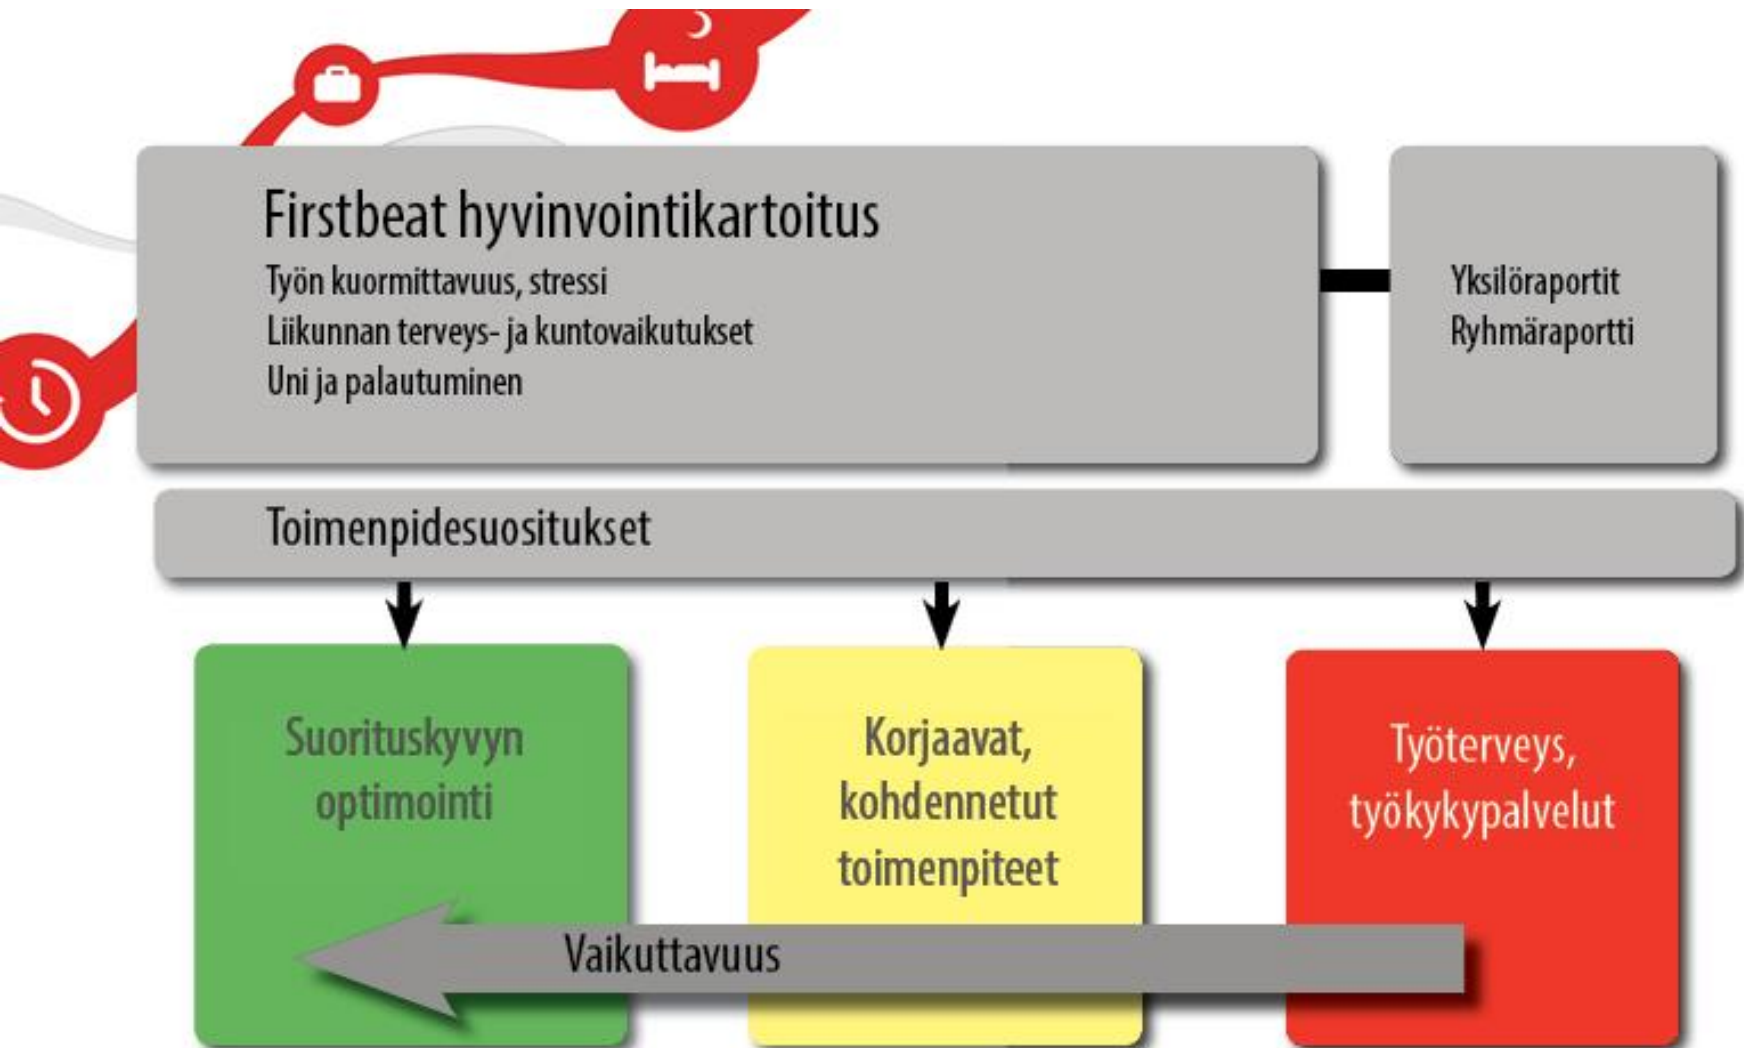 Firstbeat hyvinvointikartoitus
Työn kuormittavuus, stressi
Liikunnan terveys- ja kuntovaikutukset
Uni ja palautuminen
Yksilöraportit
Ryhmäraportti
Toimenpidesuositukset
Suorituskyvyn
optimointi
Korjaavat,
kohdennetut
toimenpiteet
Työterveys,
työkykypalvelut
Vaikuttavuus